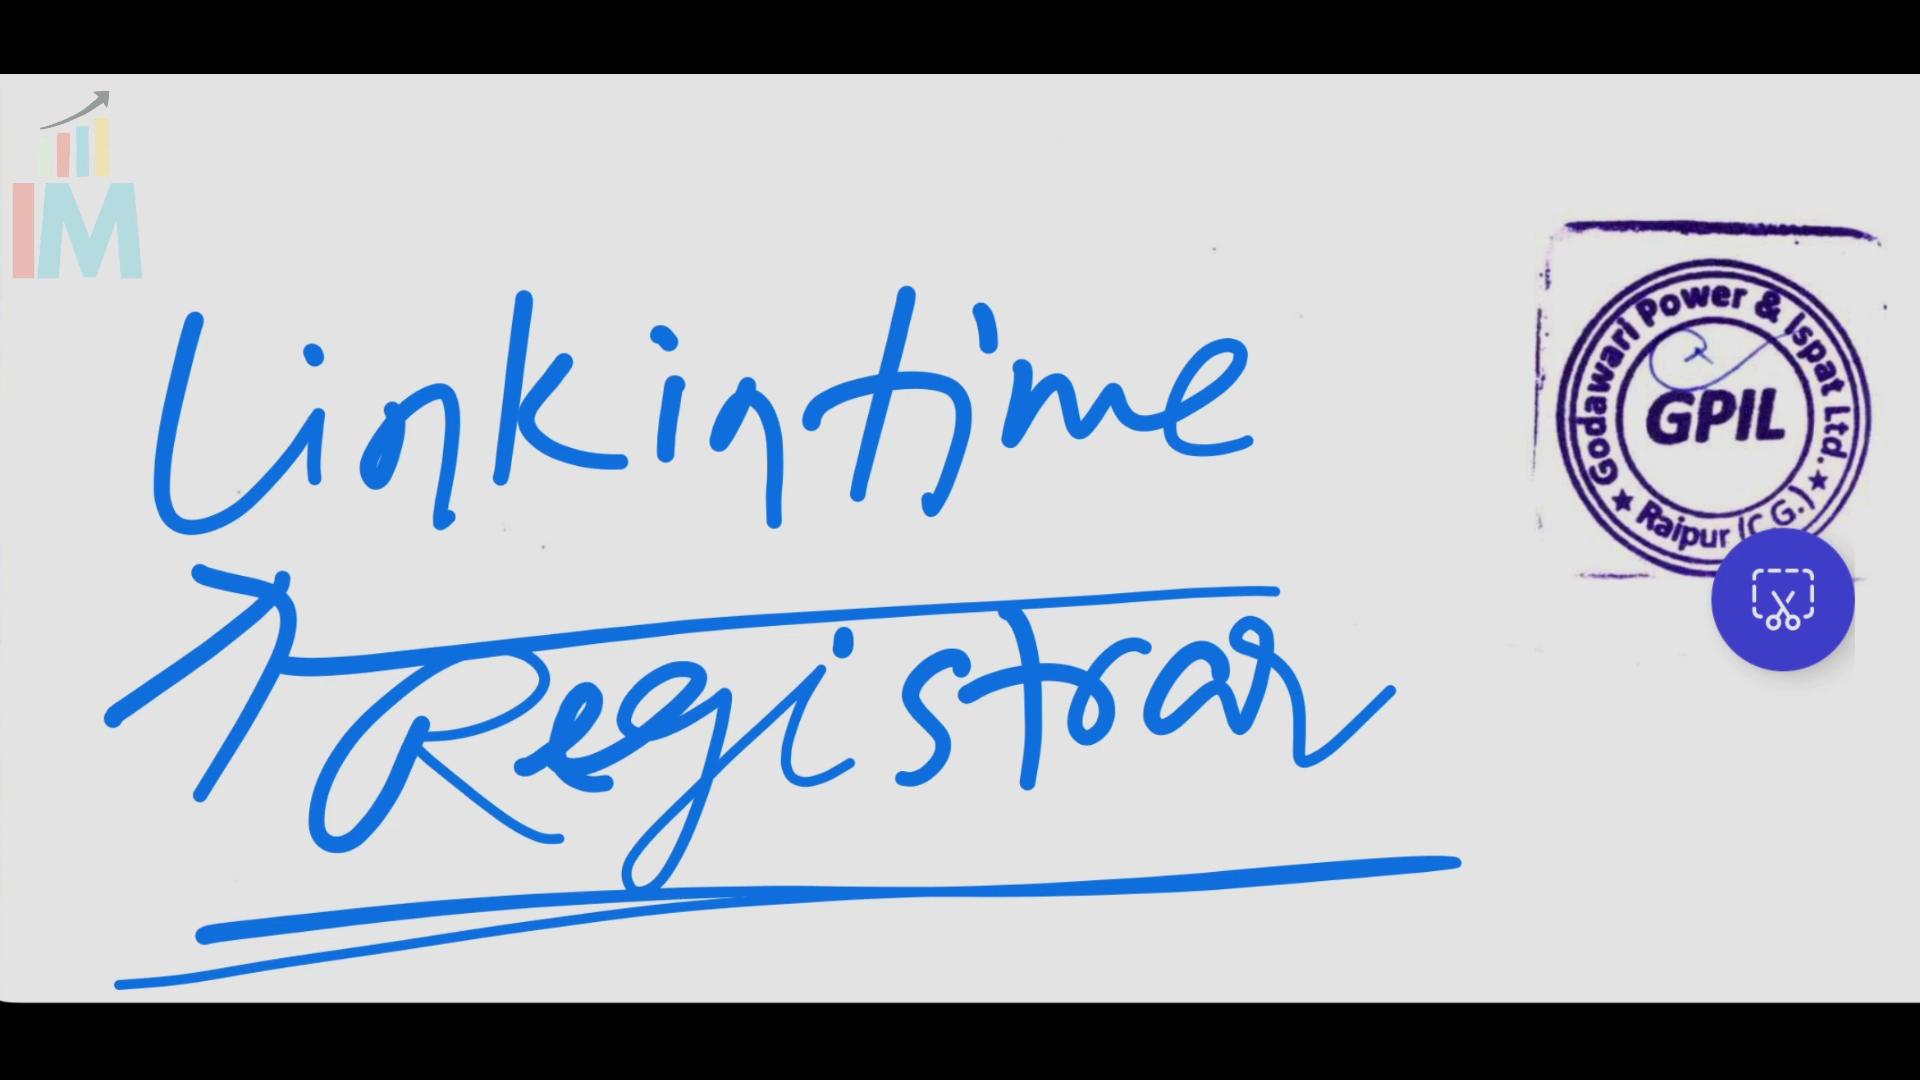 IM
Linkintime
Registrar
Godawari Power & Ispat Ltd.
GPIL
Raipur (C.G.)